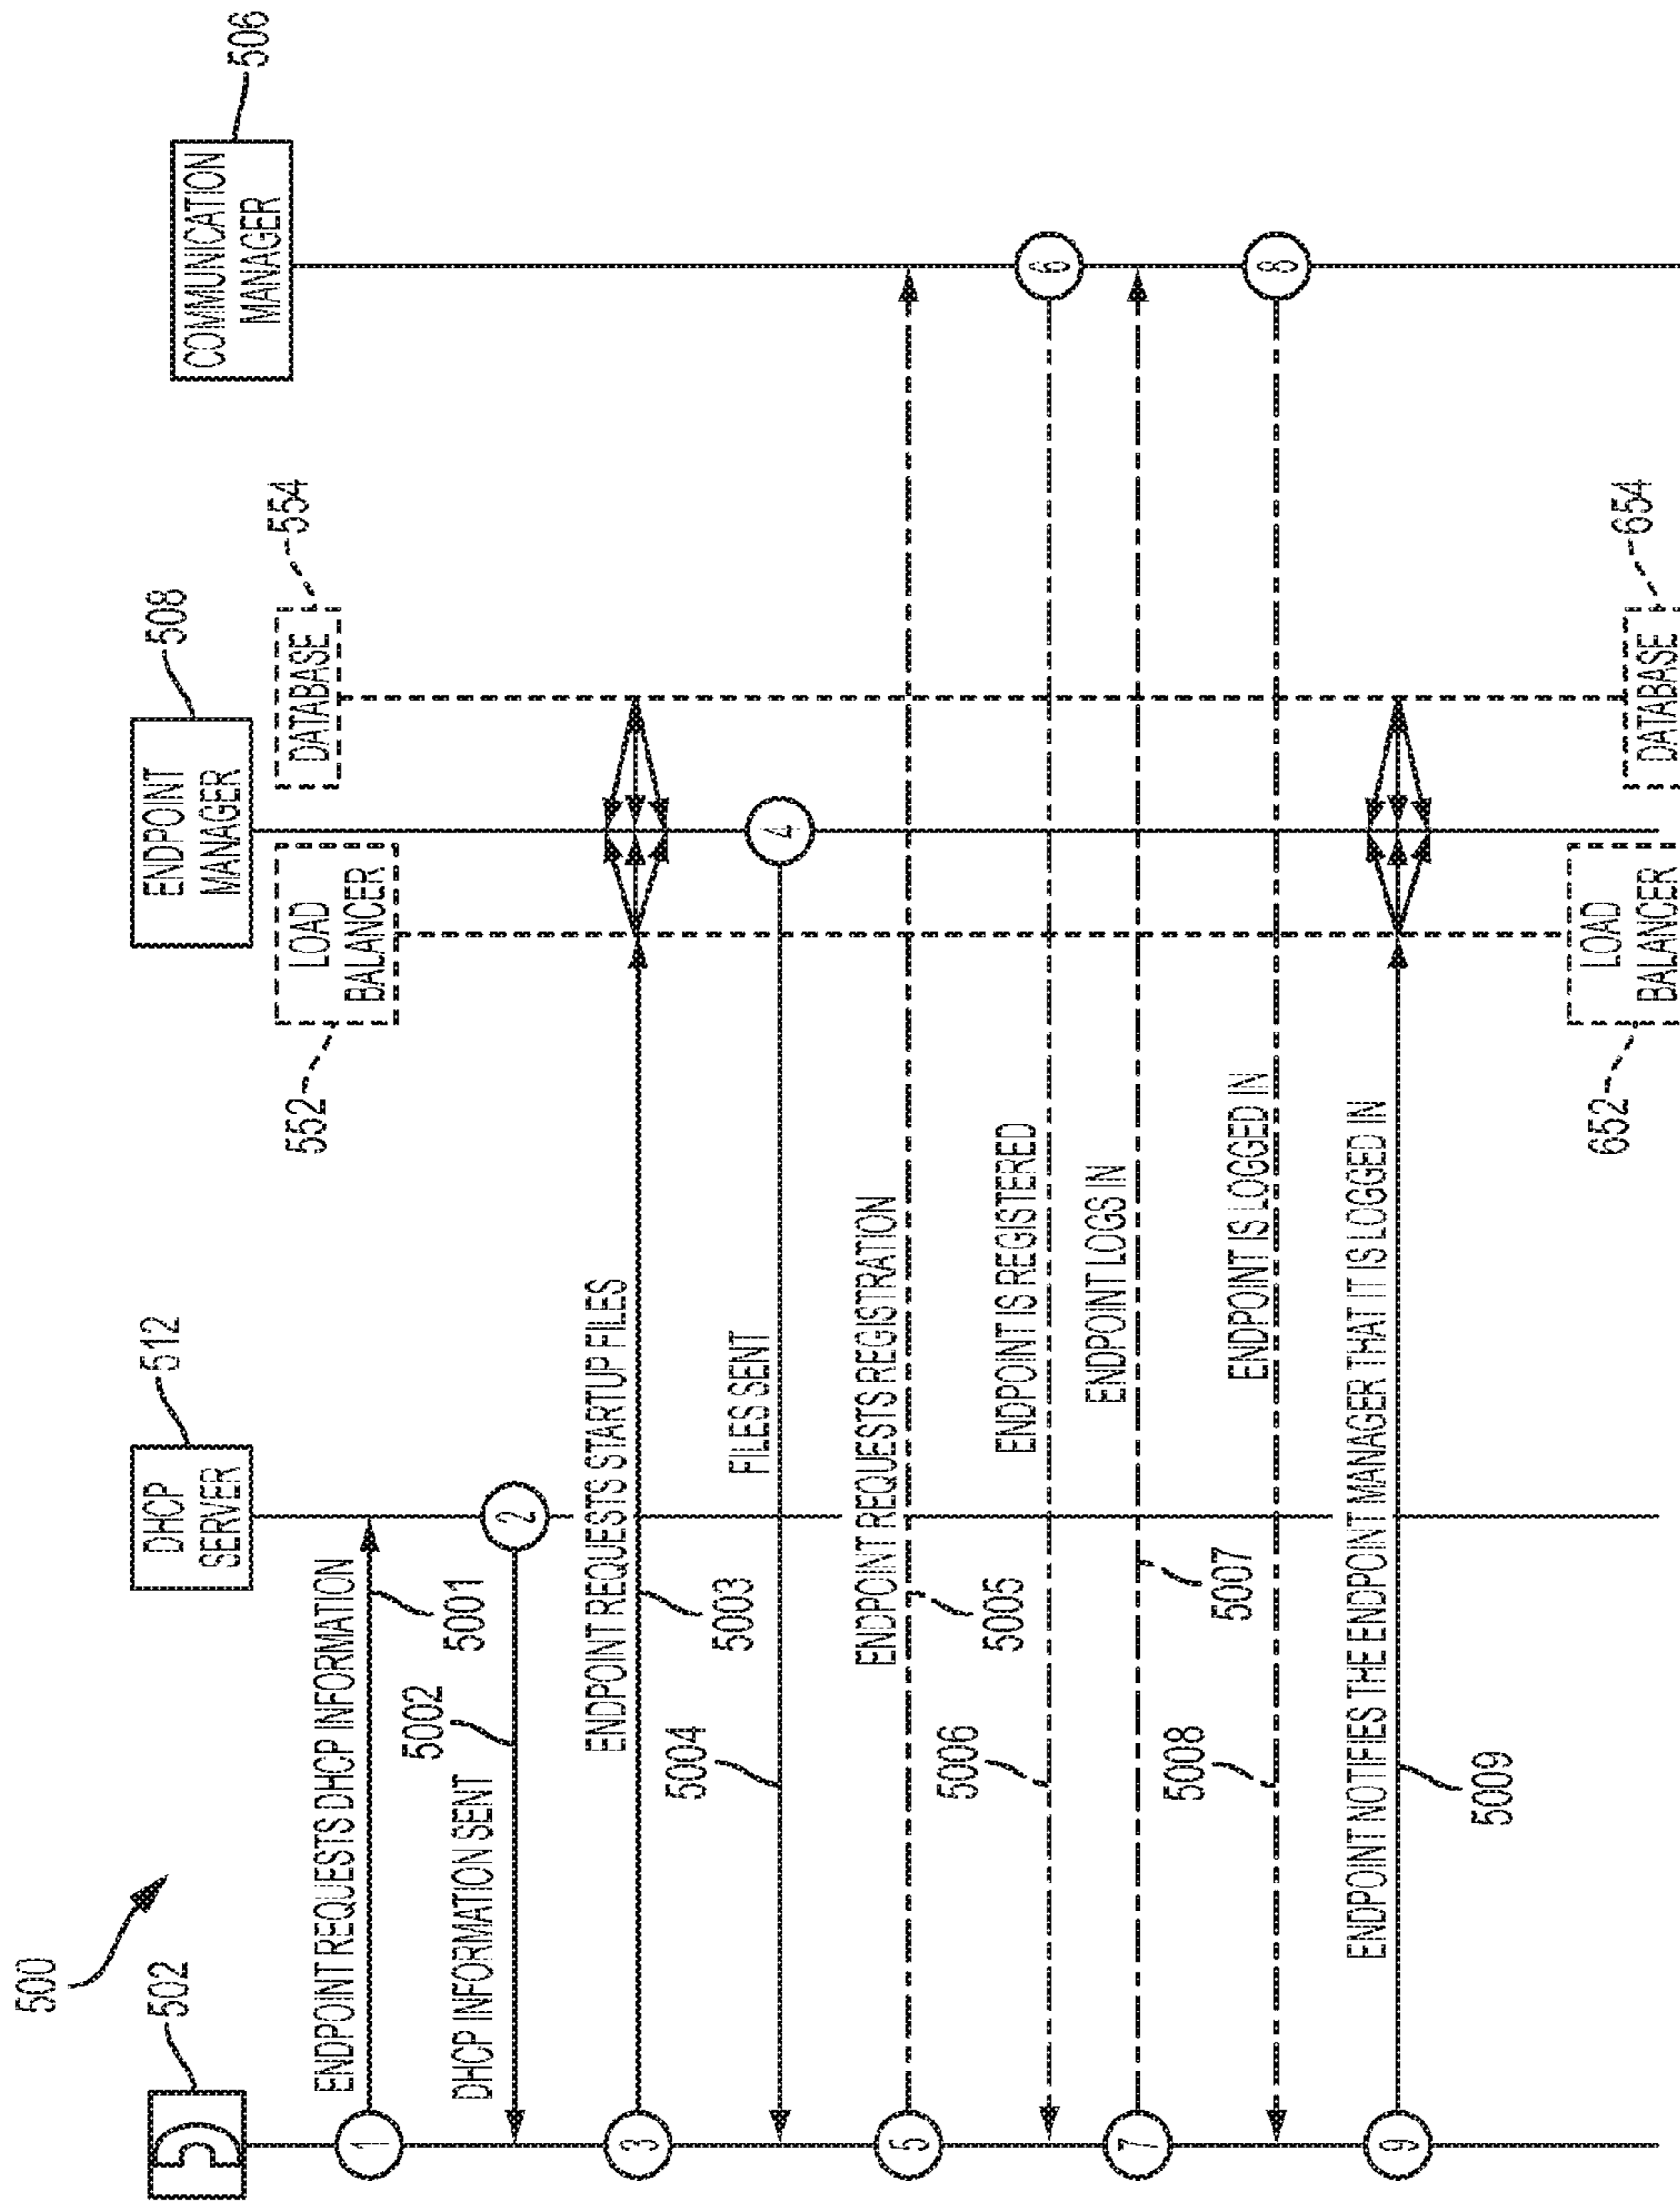 500
502
DHCP
SERVER
512
ENDPOINT
MANAGER
508
COMMUNICATION
MANAGER
506
552
LOAD
BALANCER
DATABASE
554
1
ENDPOINT REQUESTS DHCP INFORMATION
5001
DHCP INFORMATION SENT
5002
2
3
ENDPOINT REQUESTS STARTUP FILES
5003
5004
FILES SENT
4
5
ENDPOINT REQUESTS REGISTRATION
5005
5006
ENDPOINT IS REGISTERED
6
7
ENDPOINT LOGS IN
5007
5008
ENDPOINT IS LOGGED IN
8
9
ENDPOINT NOTIFIES THE ENDPOINT MANAGER THAT IT IS LOGGED IN
5009
652
LOAD
BALANCER
DATABASE
654